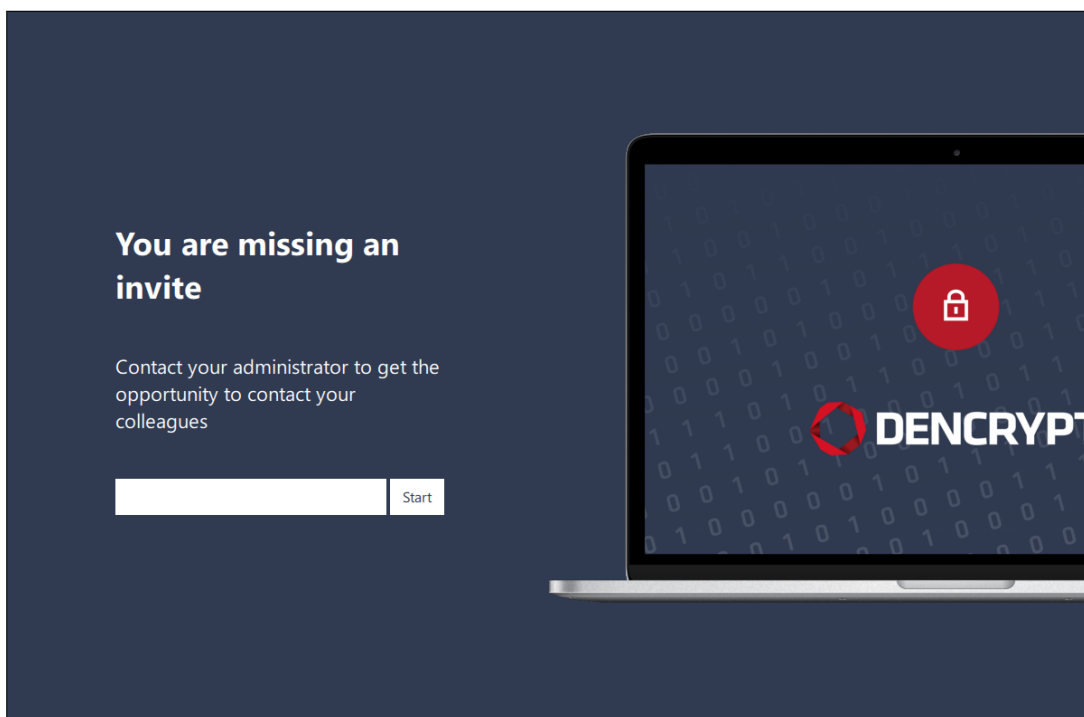 You are missing an
invite
Contact your administrator to get the
opportunity to contact your
colleagues
Start
DENCRYPT